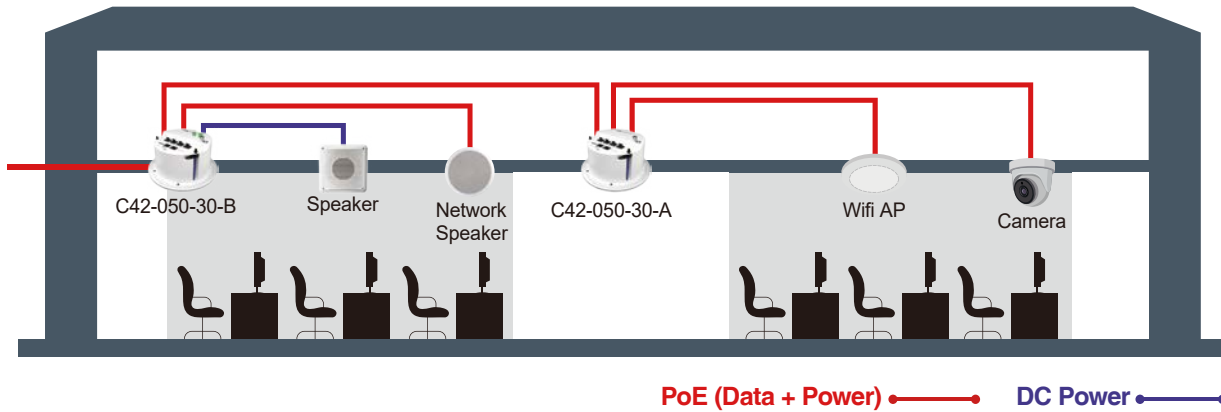 C42-050-30-B
Speaker
Network
Speaker
C42-050-30-A
Wifi AP
Camera
PoE (Data + Power)
DC Power